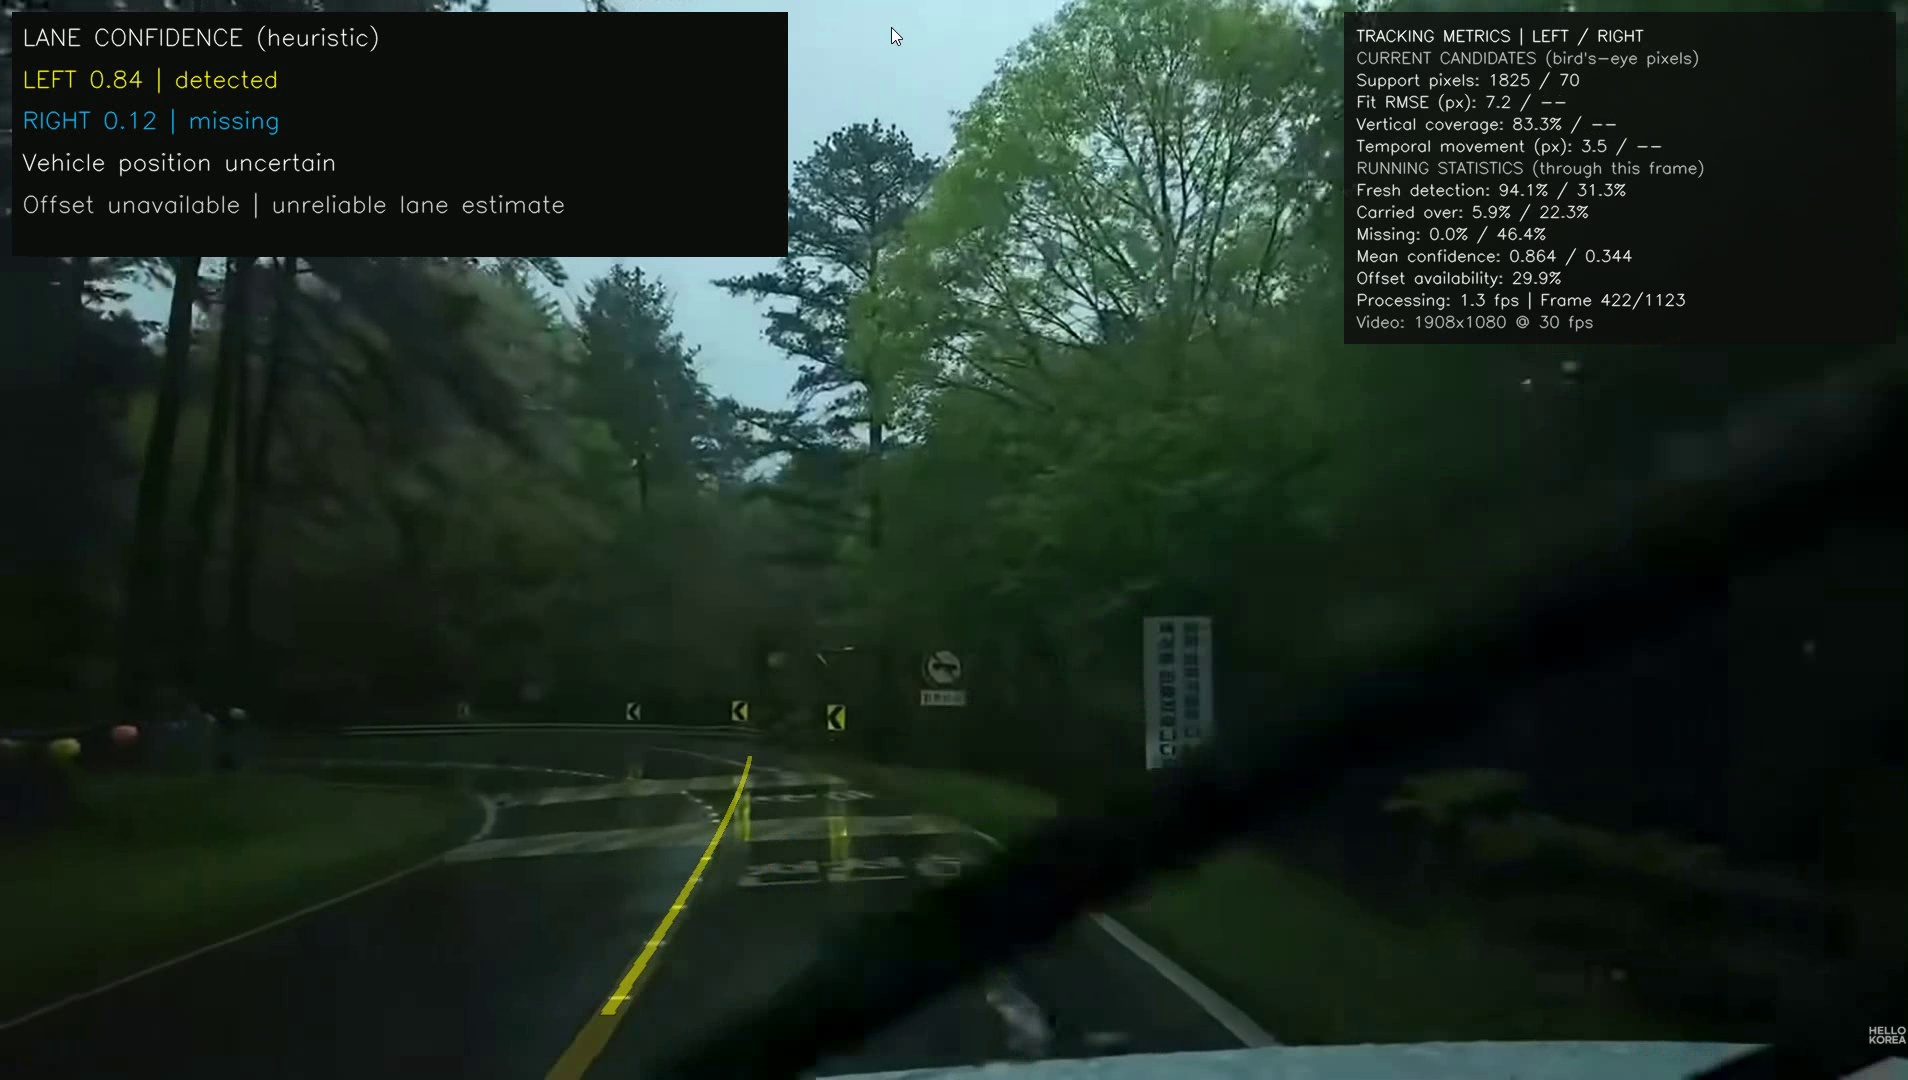 LANE CONFIDENCE (heuristic)
LEFT 0.84 | detected
RIGHT 0.12 | missing
Vehicle position uncertain
Offset unavailable | unreliable lane estimate
TRACKING METRICS | LEFT / RIGHT
CURRENT CANDIDATES (bird's-eye pixels)
Support pixels: 1825 / 70
Fit RMSE (px): 7.2 / --
Vertical coverage: 83.3% / --
Temporal movement (px): 3.5 / --
RUNNING STATISTICS (through this frame)
Fresh detection: 94.1% / 31.3%
Carried over: 5.9% / 22.3%
Missing: 0.0% / 46.4%
Mean confidence: 0.864 / 0.344
Offset availability: 29.9%
Processing: 1.3 fps | Frame 422/1123
Video: 1908x1080 @ 30 fps
HELLO
KOREA